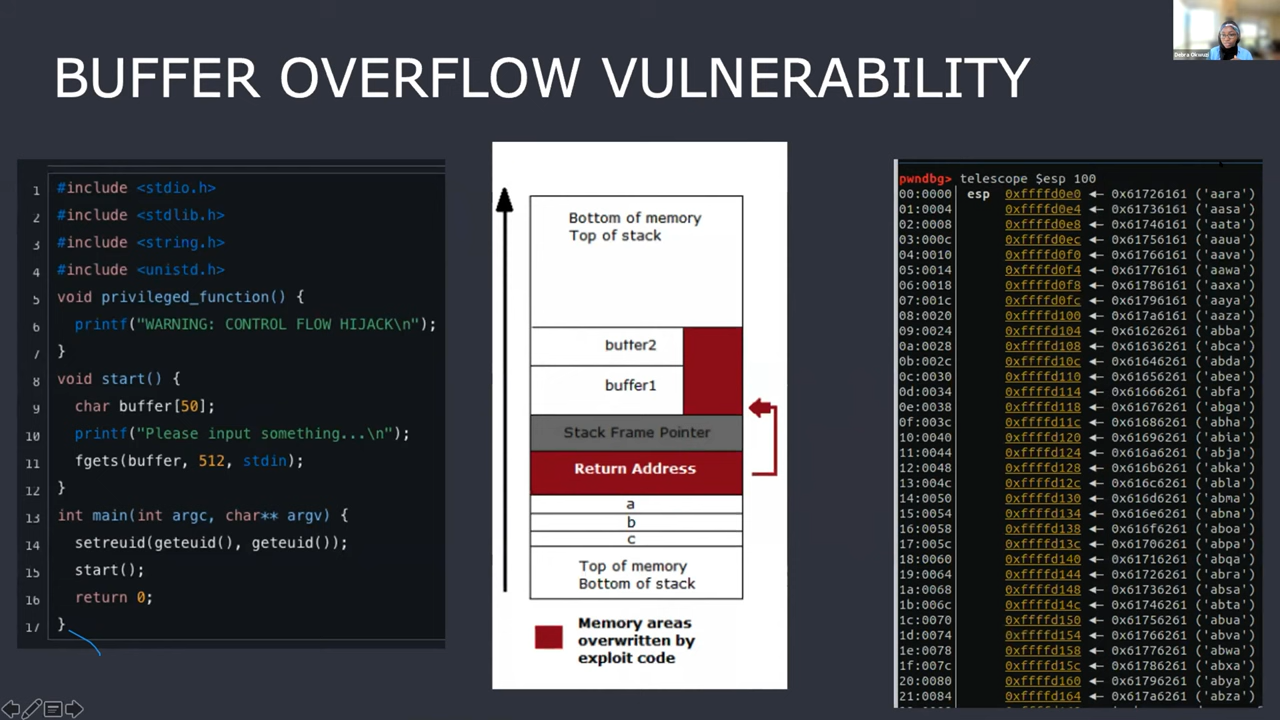 BUFFER OVERFLOW VULNERABILITY
1 #include <stdio.h>
2 #include <stdlib.h>
3 #include <string.h>
4 #include <unistd.h>
5 void privileged_function() {
6 printf("WARNING: CONTROL FLOW HIJACK\n");
7 }
8 void start() {
9 char buffer[50];
10 printf("Please input something...\n");
11 fgets(buffer, 512, stdin);
12 }
13 int main(int argc, char** argv) {
14 setreuid(geteuid(), geteuid());
15 start();
16 return 0;
17 }
Bottom of memory
Top of stack
buffer2
buffer1
Stack Frame Pointer
Return Address
a
b
c
Top of memory
Bottom of stack
Memory areas
overwritten by
exploit code
pwndbg> telescope $esp 100
00:0000 esp 0xffffd0e0 ← 0x61726161 ('aara')
01:0004 0xffffd0e4 ← 0x61736161 ('aasa')
02:0008 0xffffd0e8 ← 0x61746161 ('aata')
03:000c 0xffffd0ec ← 0x61756161 ('aaua')
04:0010 0xffffd0f0 ← 0x61766161 ('aava')
05:0014 0xffffd0f4 ← 0x61776161 ('aawa')
06:0018 0xffffd0f8 ← 0x61786161 ('aaxa')
07:001c 0xffffd0fc ← 0x61796161 ('aaya')
08:0020 0xffffd100 ← 0x617a6161 ('aaza')
09:0024 0xffffd104 ← 0x61626261 ('abba')
0a:0028 0xffffd108 ← 0x61636261 ('abca')
0b:002c 0xffffd10c ← 0x61646261 ('abda')
0c:0030 0xffffd110 ← 0x61656261 ('abea')
0d:0034 0xffffd114 ← 0x61666261 ('abfa')
0e:0038 0xffffd118 ← 0x61676261 ('abga')
0f:003c 0xffffd11c ← 0x61686261 ('abha')
10:0040 0xffffd120 ← 0x61696261 ('abia')
11:0044 0xffffd124 ← 0x616a6261 ('abja')
12:0048 0xffffd128 ← 0x616b6261 ('abka')
13:004c 0xffffd12c ← 0x616c6261 ('abla')
14:0050 0xffffd130 ← 0x616d6261 ('abma')
15:0054 0xffffd134 ← 0x616e6261 ('abna')
16:0058 0xffffd138 ← 0x616f6261 ('aboa')
17:005c 0xffffd13c ← 0x61706261 ('abpa')
18:0060 0xffffd140 ← 0x61716261 ('abqa')
19:0064 0xffffd144 ← 0x61726261 ('abra')
1a:0068 0xffffd148 ← 0x61736261 ('absa')
1b:006c 0xffffd14c ← 0x61746261 ('abta')
1c:0070 0xffffd150 ← 0x61756261 ('abua')
1d:0074 0xffffd154 ← 0x61766261 ('abva')
1e:0078 0xffffd158 ← 0x61776261 ('abwa')
1f:007c 0xffffd15c ← 0x61786261 ('abxa')
20:0080 0xffffd160 ← 0x61796261 ('abya')
21:0084 0xffffd164 ← 0x617a6261 ('abza')